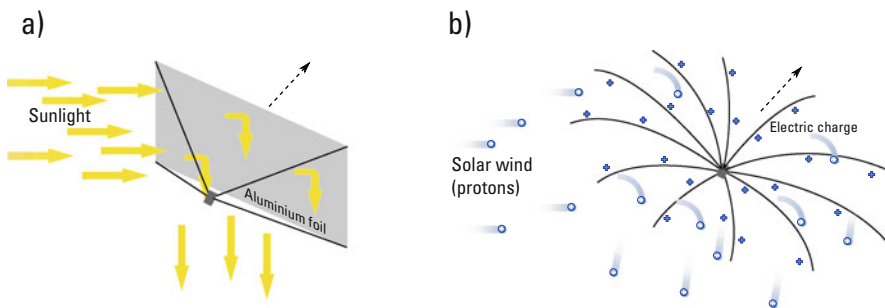 a)
Sunlight
Aluminium foil
b)
Electric charge
Solar wind
(protons)